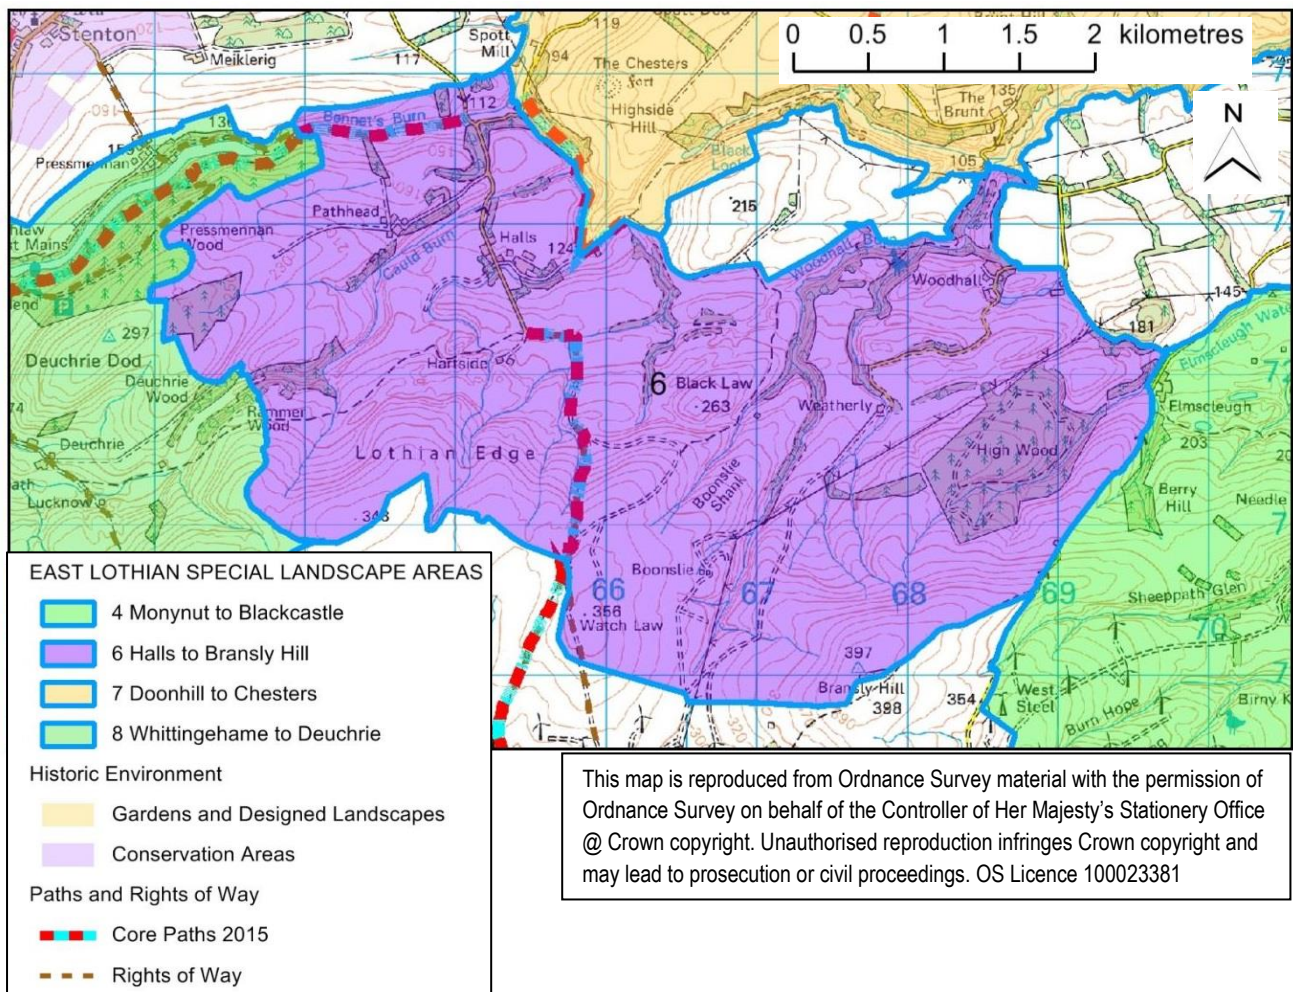 Stenton
Meiklerig
117
Spott
Mill
94
119
The Chesters
Fort
Highside
Hill
0 0.5 1 1.5 2 kilometres
The
Brunt
135
N
112
Bennet's Burn
160
160
105
Pathhead
215
Pressmennan
Wood
Halls
124
Cauld Burn
Woodhall Burn
Woodhall
145
181
Elmscleugh Water
297
Deuchrie Dod
Deuchrie
Wood
Hartside
6
Black Law
263
Weatherly
Elmscleugh
203
Rammer
Wood
Deuchrie
Lothian Edge
High Wood
Boonslie
Shank
Berry
Hill
Needle
Lucknow
343
Boonslie
66
67
68
69
Sheeppath Glen
70
356
Watch Law
397
Bransly Hill
398
354
West
Steel
Burn Hope
Birny K
EAST LOTHIAN SPECIAL LANDSCAPE AREAS
4 Monynut to Blackcastle
6 Halls to Bransly Hill
7 Doonhill to Chesters
8 Whittingehame to Deuchrie
Historic Environment
Gardens and Designed Landscapes
Conservation Areas
Paths and Rights of Way
Core Paths 2015
Rights of Way
This map is reproduced from Ordnance Survey material with the permission of
Ordnance Survey on behalf of the Controller of Her Majesty’s Stationery Office
@ Crown copyright. Unauthorised reproduction infringes Crown copyright and
may lead to prosecution or civil proceedings. OS Licence 100023381